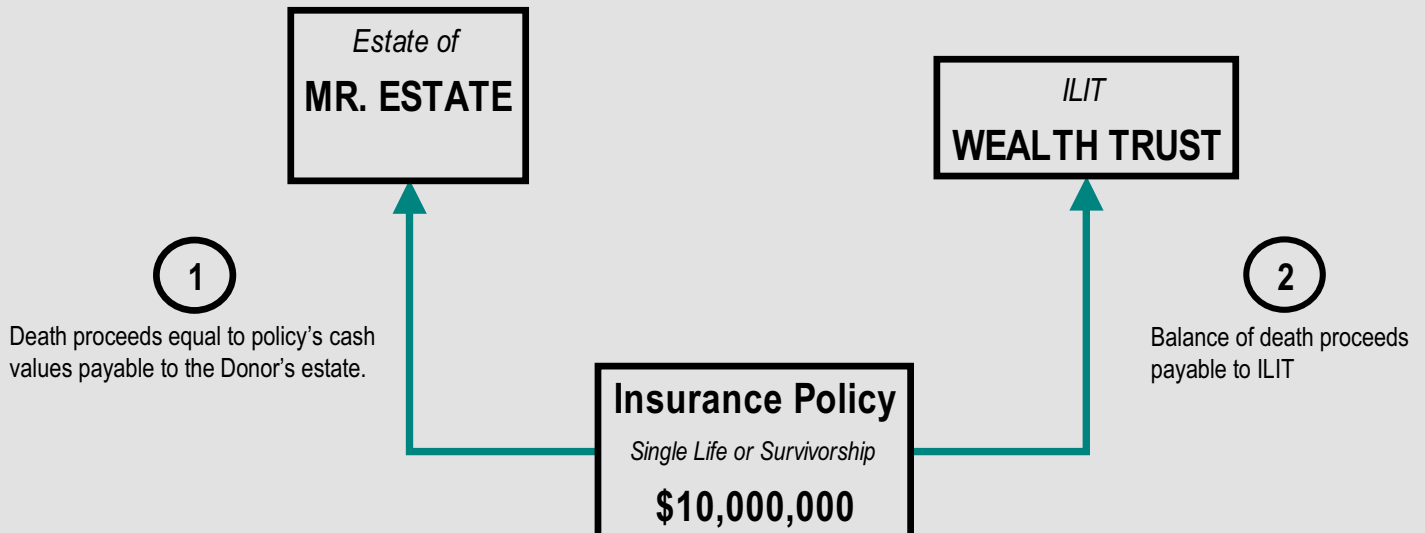 Estate of
MR. ESTATE
ILIT
WEALTH TRUST
1
Death proceeds equal to policy's cash
values payable to the Donor's estate.
2
Balance of death proceeds
payable to ILIT
Insurance Policy
Single Life or Survivorship
$10,000,000